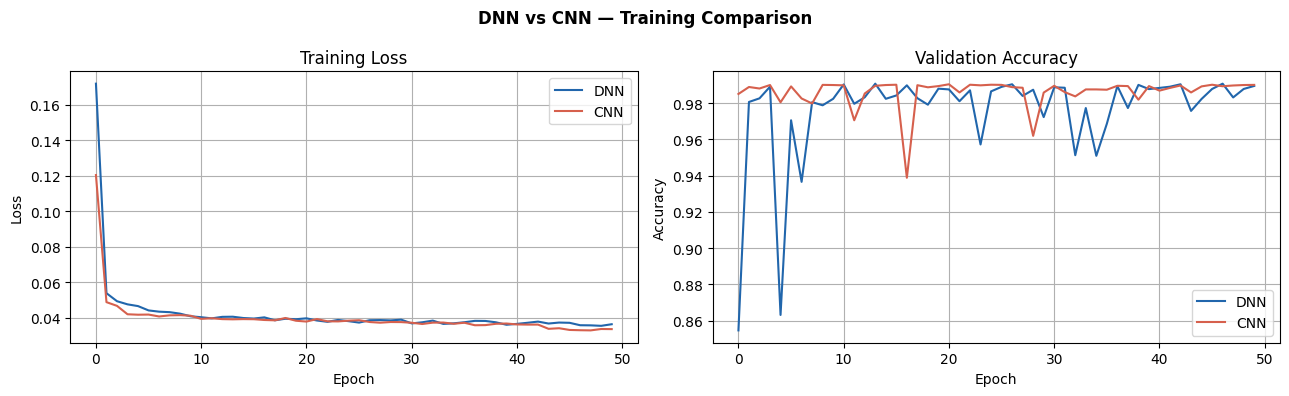 DNN vs CNN — Training Comparison
Training Loss
0.16
0.14
0.12
0.10
0.08
0.06
0.04
Loss
0 10 20 30 40 50
Epoch
DNN
CNN
Validation Accuracy
0.98
0.96
0.94
0.92
0.90
0.88
0.86
Accuracy
0 10 20 30 40 50
Epoch
DNN
CNN